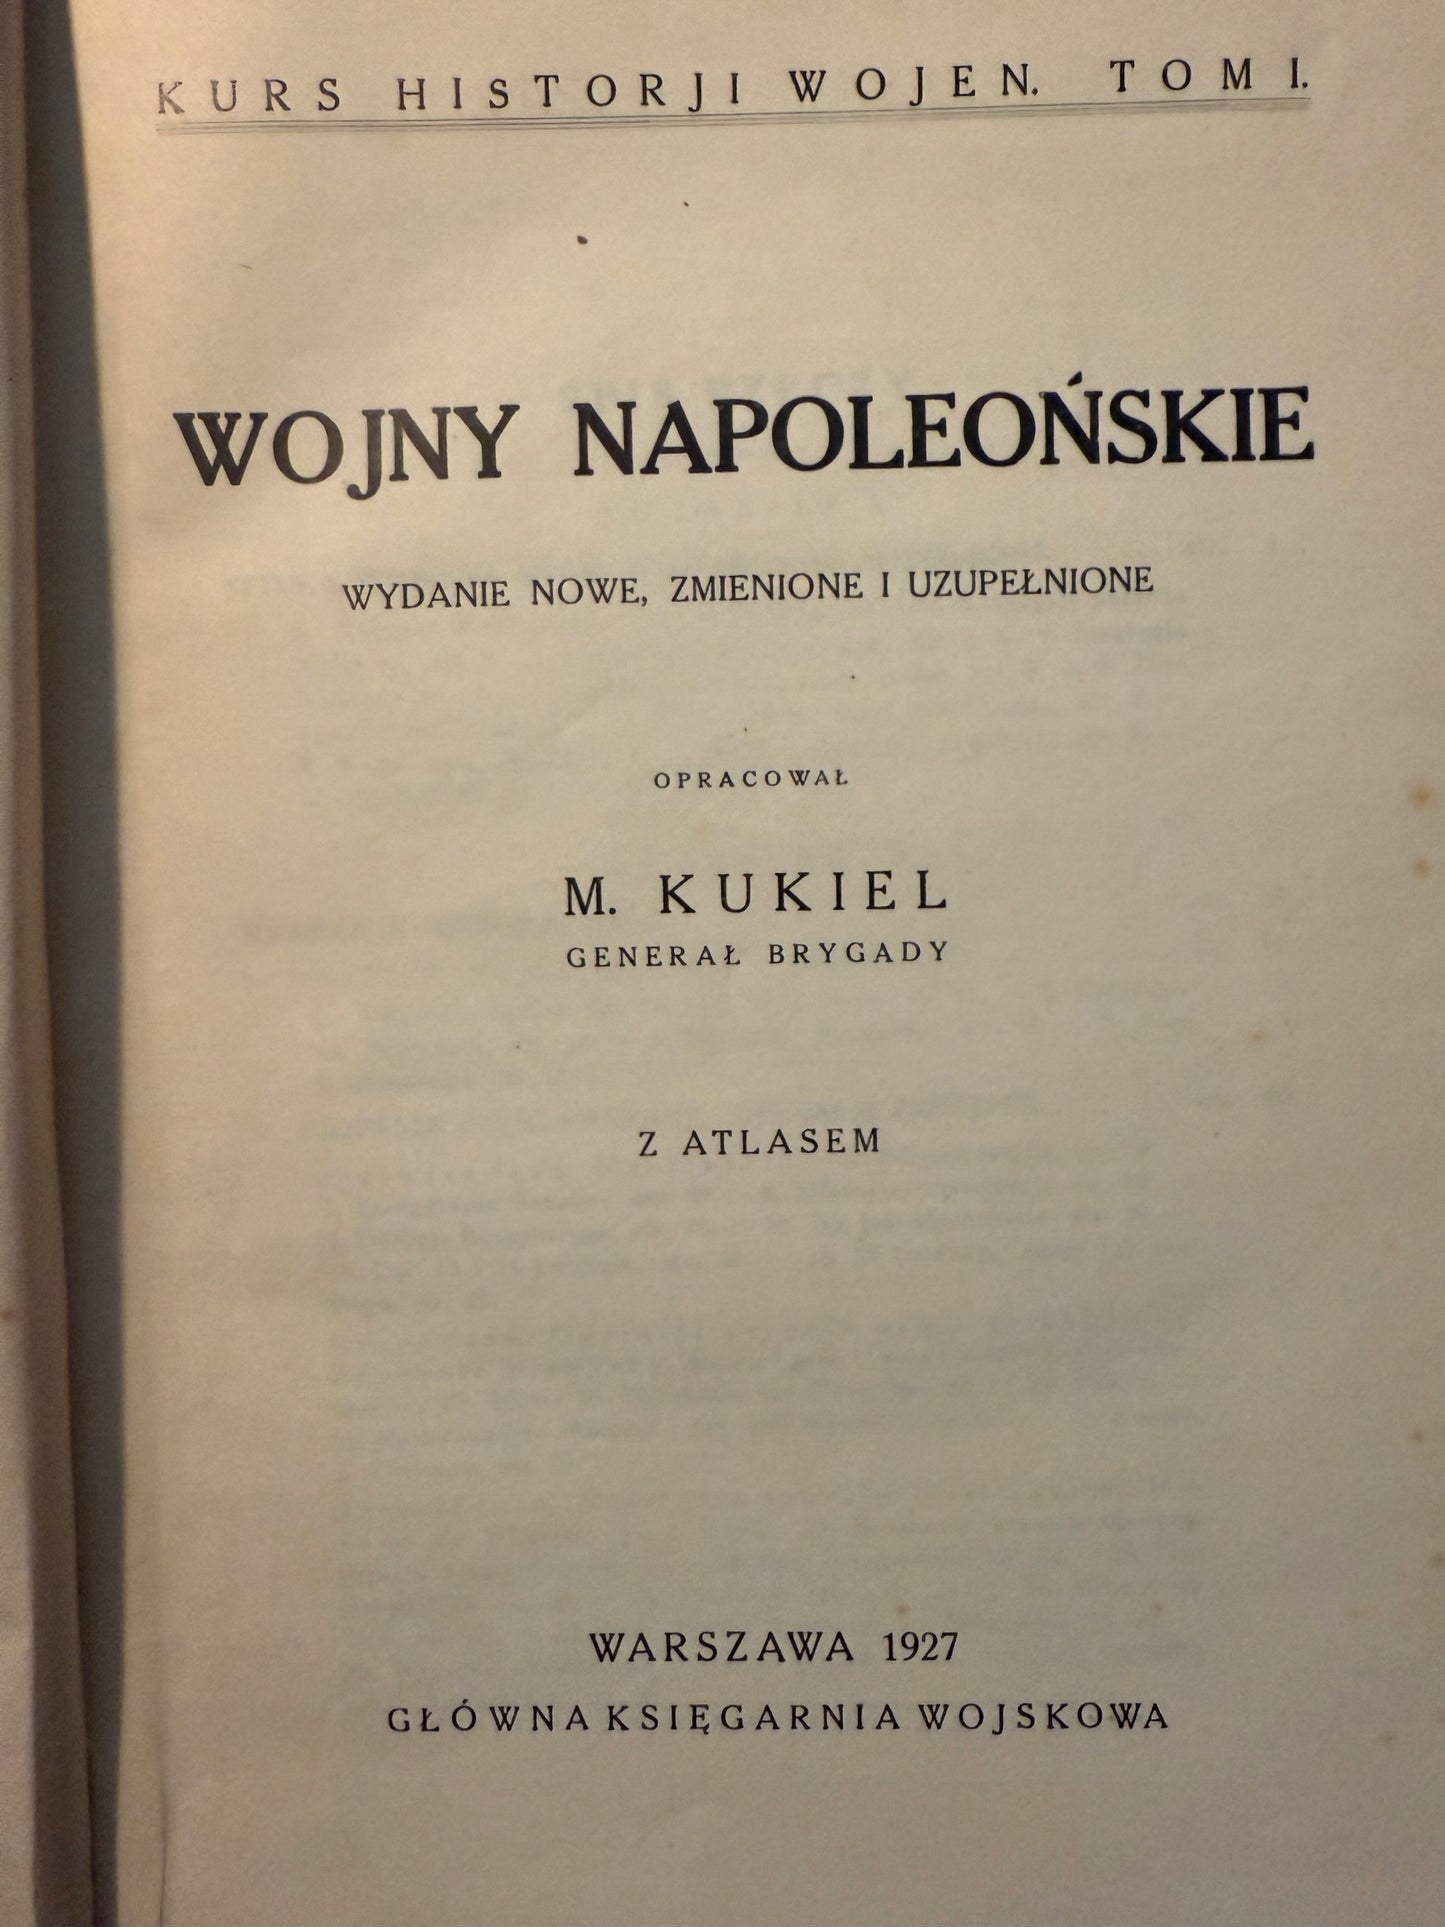 KURS HISTORJI WOJEN. TOM I.
WOJNY NAPOLEOŃSKIE
WYDANIE NOWE, ZMIENIONE I UZUPEŁNIONE
OPRACOWAŁ
M. KUKIEL
GENERAŁ BRYGADY
Z ATLASEM
WARSZAWA 1927
GŁÓWNA KSIĘGARNIA WOJSKOWA